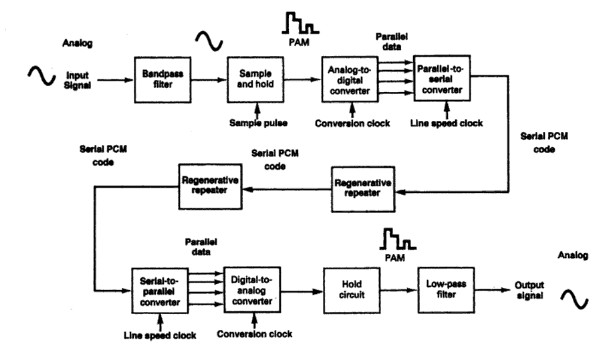 Analog
Input
Signal
Bandpass
filter
Sample
and hold
Sample pulse
PAM
Analog-to-
digital
converter
Conversion clock
Parallel
data
Parallel-to-
serial
converter
Line speed clock
Serial PCM
code
Regenerative
repeater
Serial PCM
code
Regenerative
repeater
Serial PCM
code
Serial-to-
parallel
converter
Line speed clock
Parallel
data
Digital-to-
analog
converter
Conversion clock
Hold
circuit
PAM
Low-pass
filter
Output
signal
Analog